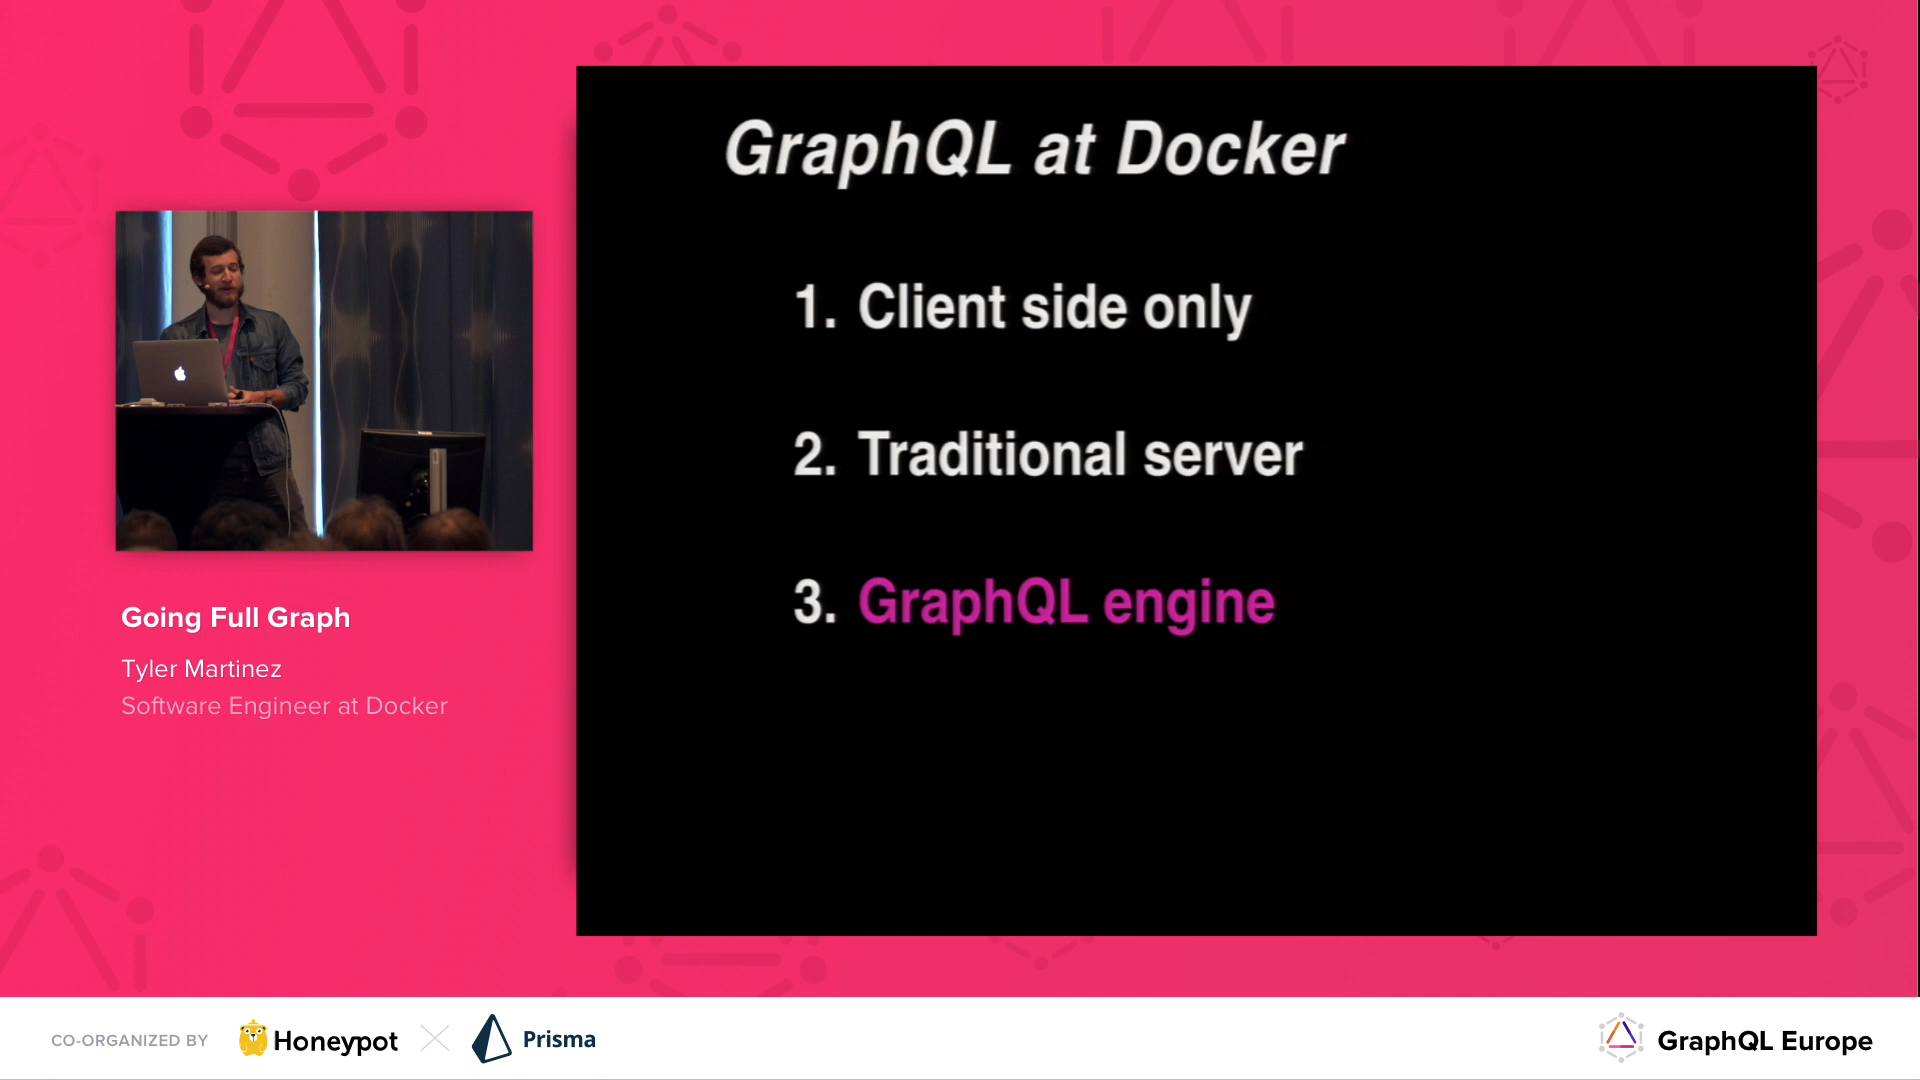 GraphQL at Docker
1. Client side only
2. Traditional server
3. GraphQL engine
Going Full Graph
Tyler Martinez
Software Engineer at Docker
CO-ORGANIZED BY
Honeypot
Prisma
GraphQL Europe